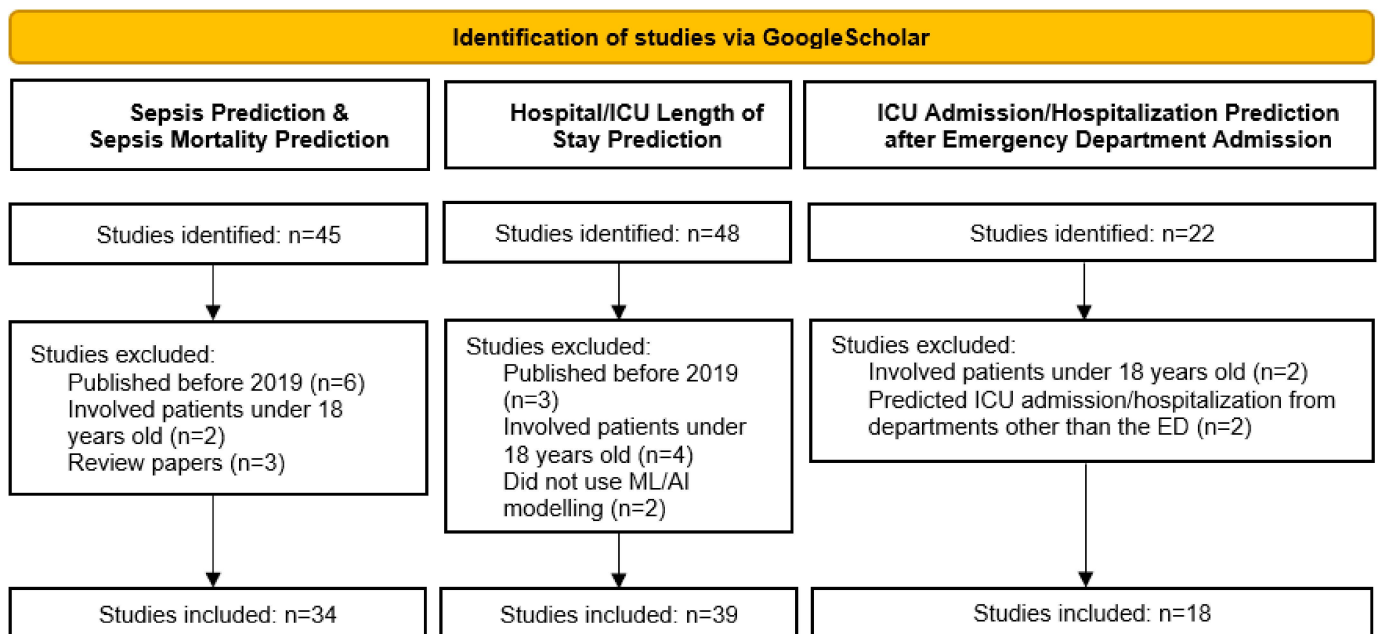 Identification of studies via GoogleScholar
Sepsis Prediction &
Sepsis Mortality Prediction
Hospital/ICU Length of
Stay Prediction
ICU Admission/Hospitalization Prediction
after Emergency Department Admission
Studies identified: n=45
Studies identified: n=48
Studies identified: n=22
Studies excluded:
Published before 2019 (n=6)
Involved patients under 18
years old (n=2)
Review papers (n=3)
Studies excluded:
Published before 2019
(n=3)
Involved patients under
18 years old (n=4)
Did not use ML/AI
modelling (n=2)
Studies excluded:
Involved patients under 18 years old (n=2)
Predicted ICU admission/hospitalization from
departments other than the ED (n=2)
Studies included: n=34
Studies included: n=39
Studies included: n=18